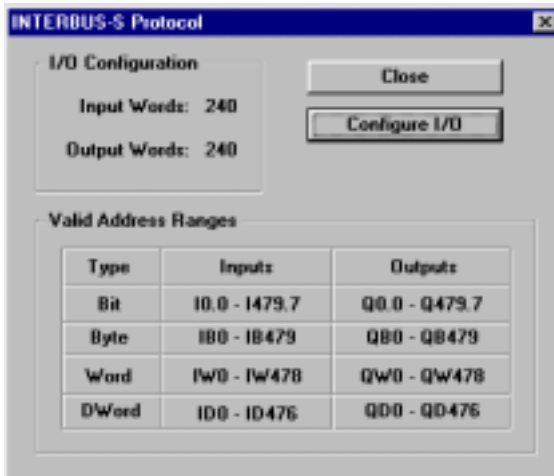 INTERBUS-S Protocol
I/O Configuration
Input Words: 240
Output Words: 240
Close
Configure I/O
Valid Address Ranges
Type Inputs Outputs
Bit I0.0 - I479.7 Q0.0 - Q479.7
Byte IB0 - IB479 QB0 - QB479
Word IW0 - IW478 QW0 - QW478
DWord ID0 - ID476 QD0 - QD476